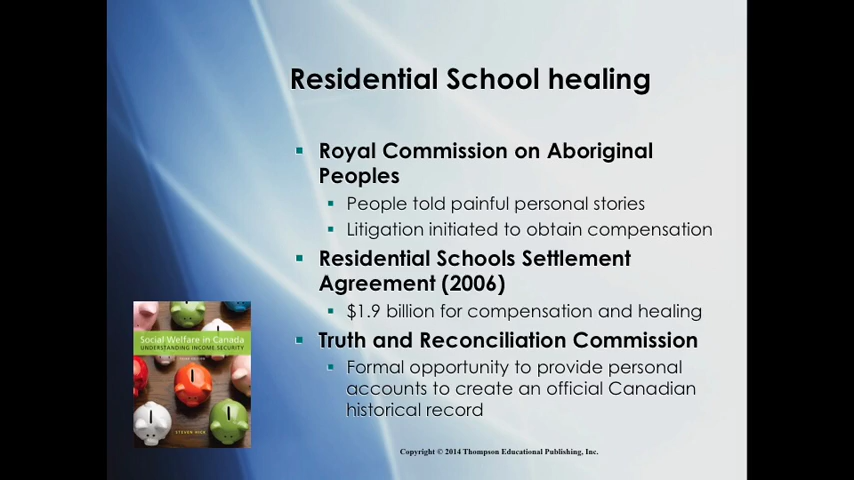 Residential School healing
Royal Commission on Aboriginal
Peoples
People told painful personal stories
Litigation initiated to obtain compensation
Residential Schools Settlement
Agreement (2006)
$1.9 billion for compensation and healing
Truth and Reconciliation Commission
Formal opportunity to provide personal
accounts to create an official Canadian
historical record
Social Welfare in Canada
UNDERSTANDING INCOME SECURITY
STEVEN HICK
Copyright © 2014 Thompson Educational Publishing, Inc.